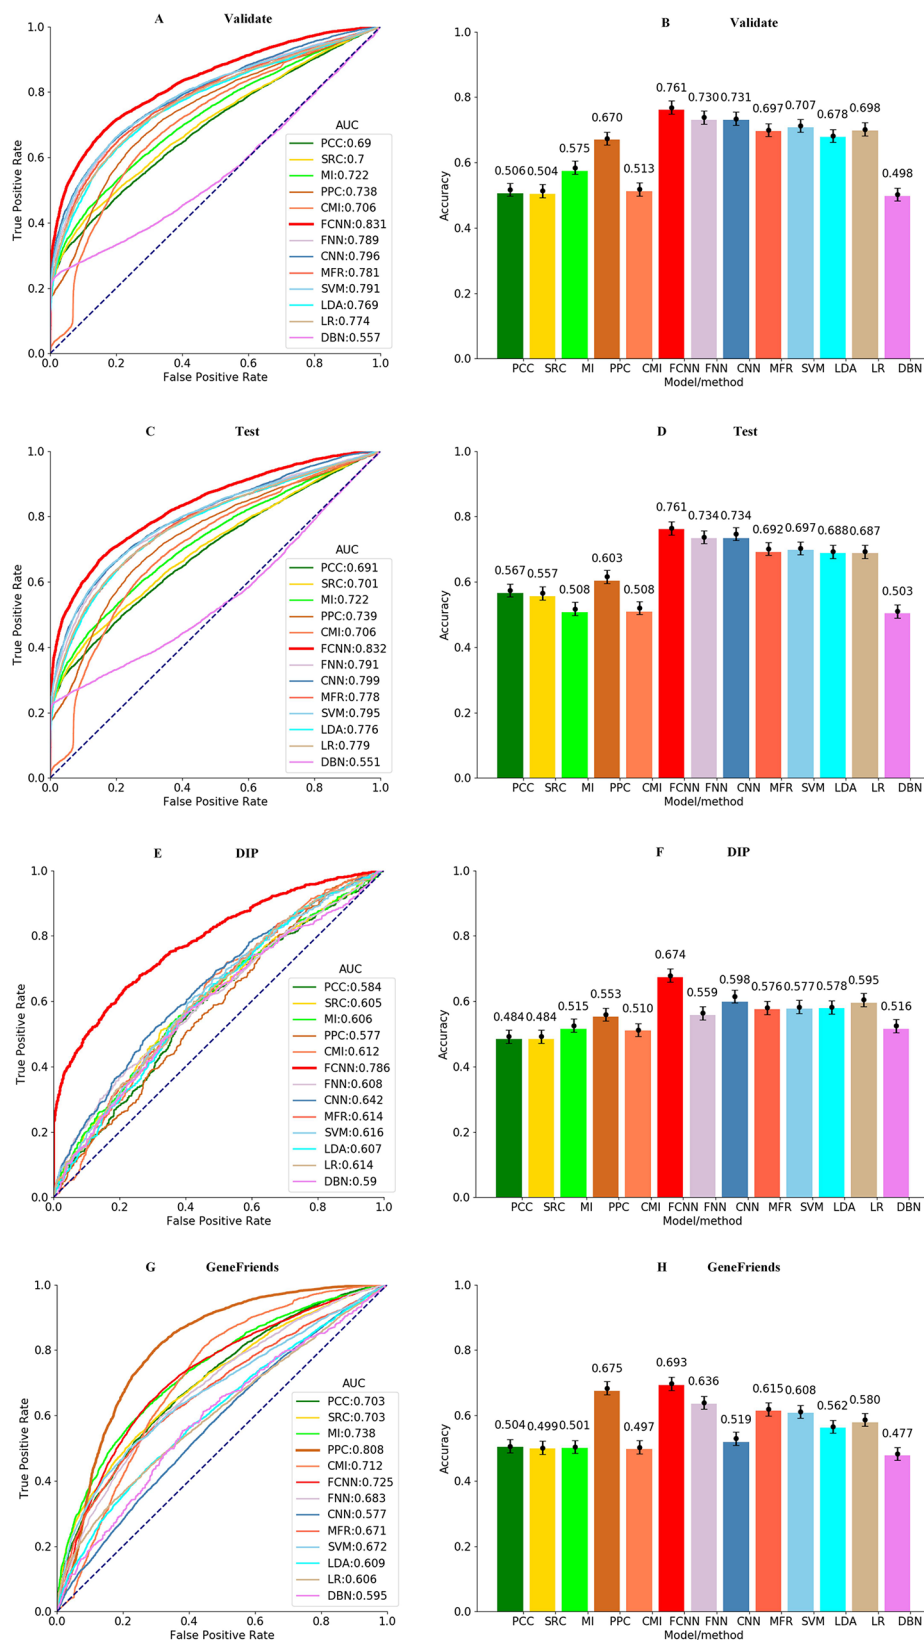 A Validate
1.0
0.8
0.6
0.4
0.2
0.0
True Positive Rate
AUC
PCC:0.69
SRC:0.7
MI:0.722
PPC:0.738
CMI:0.706
FCNN:0.831
FNN:0.789
CNN:0.796
MFR:0.781
SVM:0.791
LDA:0.769
LR:0.774
DBN:0.557
0.0 0.2 0.4 0.6 0.8 1.0
False Positive Rate
B Validate
1.0
0.8
0.6
0.4
0.2
0.0
Accuracy
0.506 0.504 0.575 0.670 0.513 0.761 0.730 0.731 0.697 0.707 0.678 0.698 0.498
PCC SRC MI PPC CMI FCNN FNN CNN MFR SVM LDA LR DBN
Model/method
C Test
1.0
0.8
0.6
0.4
0.2
0.0
True Positive Rate
AUC
PCC:0.691
SRC:0.701
MI:0.722
PPC:0.739
CMI:0.706
FCNN:0.832
FNN:0.791
CNN:0.799
MFR:0.778
SVM:0.795
LDA:0.776
LR:0.779
DBN:0.551
0.0 0.2 0.4 0.6 0.8 1.0
False Positive Rate
D Test
1.0
0.8
0.6
0.4
0.2
0.0
Accuracy
0.567 0.557 0.508 0.603 0.508 0.761 0.734 0.734 0.692 0.697 0.688 0.687 0.503
PCC SRC MI PPC CMI FCNN FNN CNN MFR SVM LDA LR DBN
Model/method
E DIP
1.0
0.8
0.6
0.4
0.2
0.0
True Positive Rate
AUC
PCC:0.584
SRC:0.605
MI:0.606
PPC:0.577
CMI:0.612
FCNN:0.786
FNN:0.608
CNN:0.642
MFR:0.614
SVM:0.616
LDA:0.607
LR:0.614
DBN:0.59
0.0 0.2 0.4 0.6 0.8 1.0
False Positive Rate
F DIP
1.0
0.8
0.6
0.4
0.2
0.0
Accuracy
0.484 0.484 0.515 0.553 0.510 0.674 0.559 0.598 0.576 0.577 0.578 0.595 0.516
PCC SRC MI PPC CMI FCNN FNN CNN MFR SVM LDA LR DBN
Model/method
G GeneFriends
1.0
0.8
0.6
0.4
0.2
0.0
True Positive Rate
AUC
PCC:0.703
SRC:0.703
MI:0.738
PPC:0.808
CMI:0.712
FCNN:0.725
FNN:0.683
CNN:0.577
MFR:0.671
SVM:0.672
LDA:0.609
LR:0.606
DBN:0.595
0.0 0.2 0.4 0.6 0.8 1.0
False Positive Rate
H GeneFriends
1.0
0.8
0.6
0.4
0.2
0.0
Accuracy
0.504 0.499 0.501 0.675 0.497 0.693 0.636 0.519 0.615 0.608 0.562 0.580 0.477
PCC SRC MI PPC CMI FCNN FNN CNN MFR SVM LDA LR DBN
Model/method